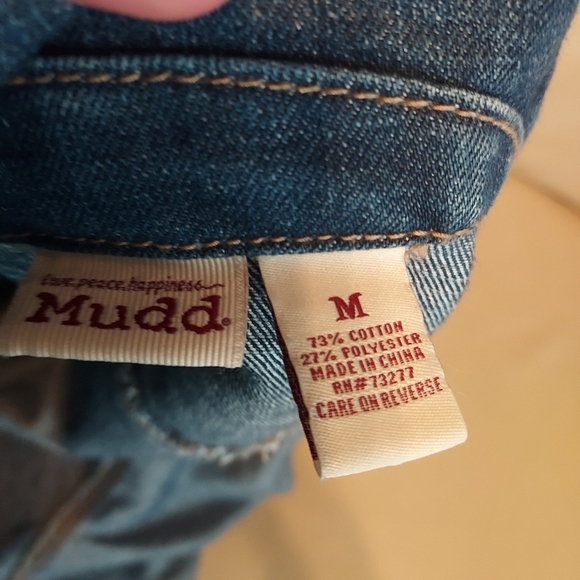 love.peace.happiness
Mudd®
M
73% COTTON
27% POLYESTER
MADE IN CHINA
RN#73277
CARE ON REVERSE